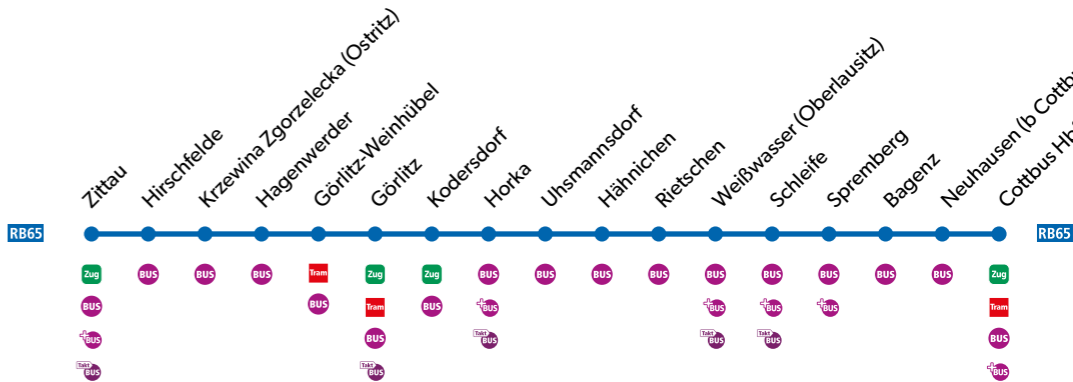 Zittau
Hirschfelde
Krzewina Zgorzelecka (Ostritz)
Hagenwerder
Görlitz-Weinhübel
Görlitz
Kodersdorf
Horka
Uhsmannsdorf
Hähnichen
Rietschen
Weißwasser (Oberlausitz)
Schleife
Spremberg
Bagenz
Neuhausen (b Cottb
Cottbus Hb
RB65 RB65
Zug BUS BUS BUS Tram Zug Zug BUS BUS BUS BUS BUS BUS BUS BUS BUS Zug
BUS BUS Tram BUS +BUS +BUS +BUS +BUS Tram
+BUS BUS Takt BUS Takt BUS Takt BUS BUS
Takt BUS Takt BUS +BUS